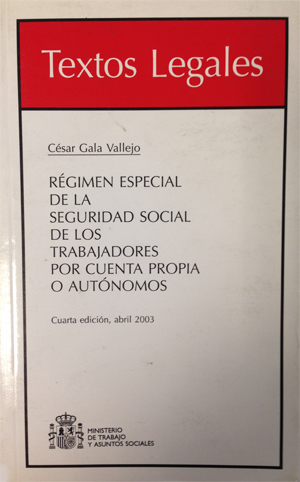 Textos Legales
César Gala Vallejo
RÉGIMEN ESPECIAL
DE LA
SEGURIDAD SOCIAL
DE LOS
TRABAJADORES
POR CUENTA PROPIA
O AUTÓNOMOS
Cuarta edición, abril 2003
MINISTERIO
DE TRABAJO
Y ASUNTOS SOCIALES